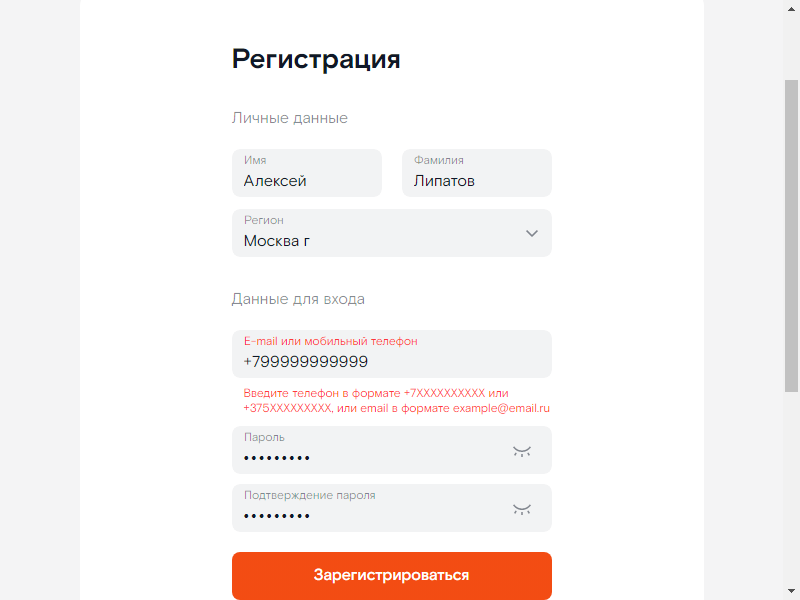 Регистрация
Личные данные
Имя
Алексей
Фамилия
Липатов
Регион
Москва г
Данные для входа
E-mail или мобильный телефон
+799999999999
Введите телефон в формате +7XXXXXXXXXX или
+375XXXXXXXXX, или email в формате example@email.ru
Пароль
•••••••••
Подтверждение пароля
•••••••••
Зарегистрироваться